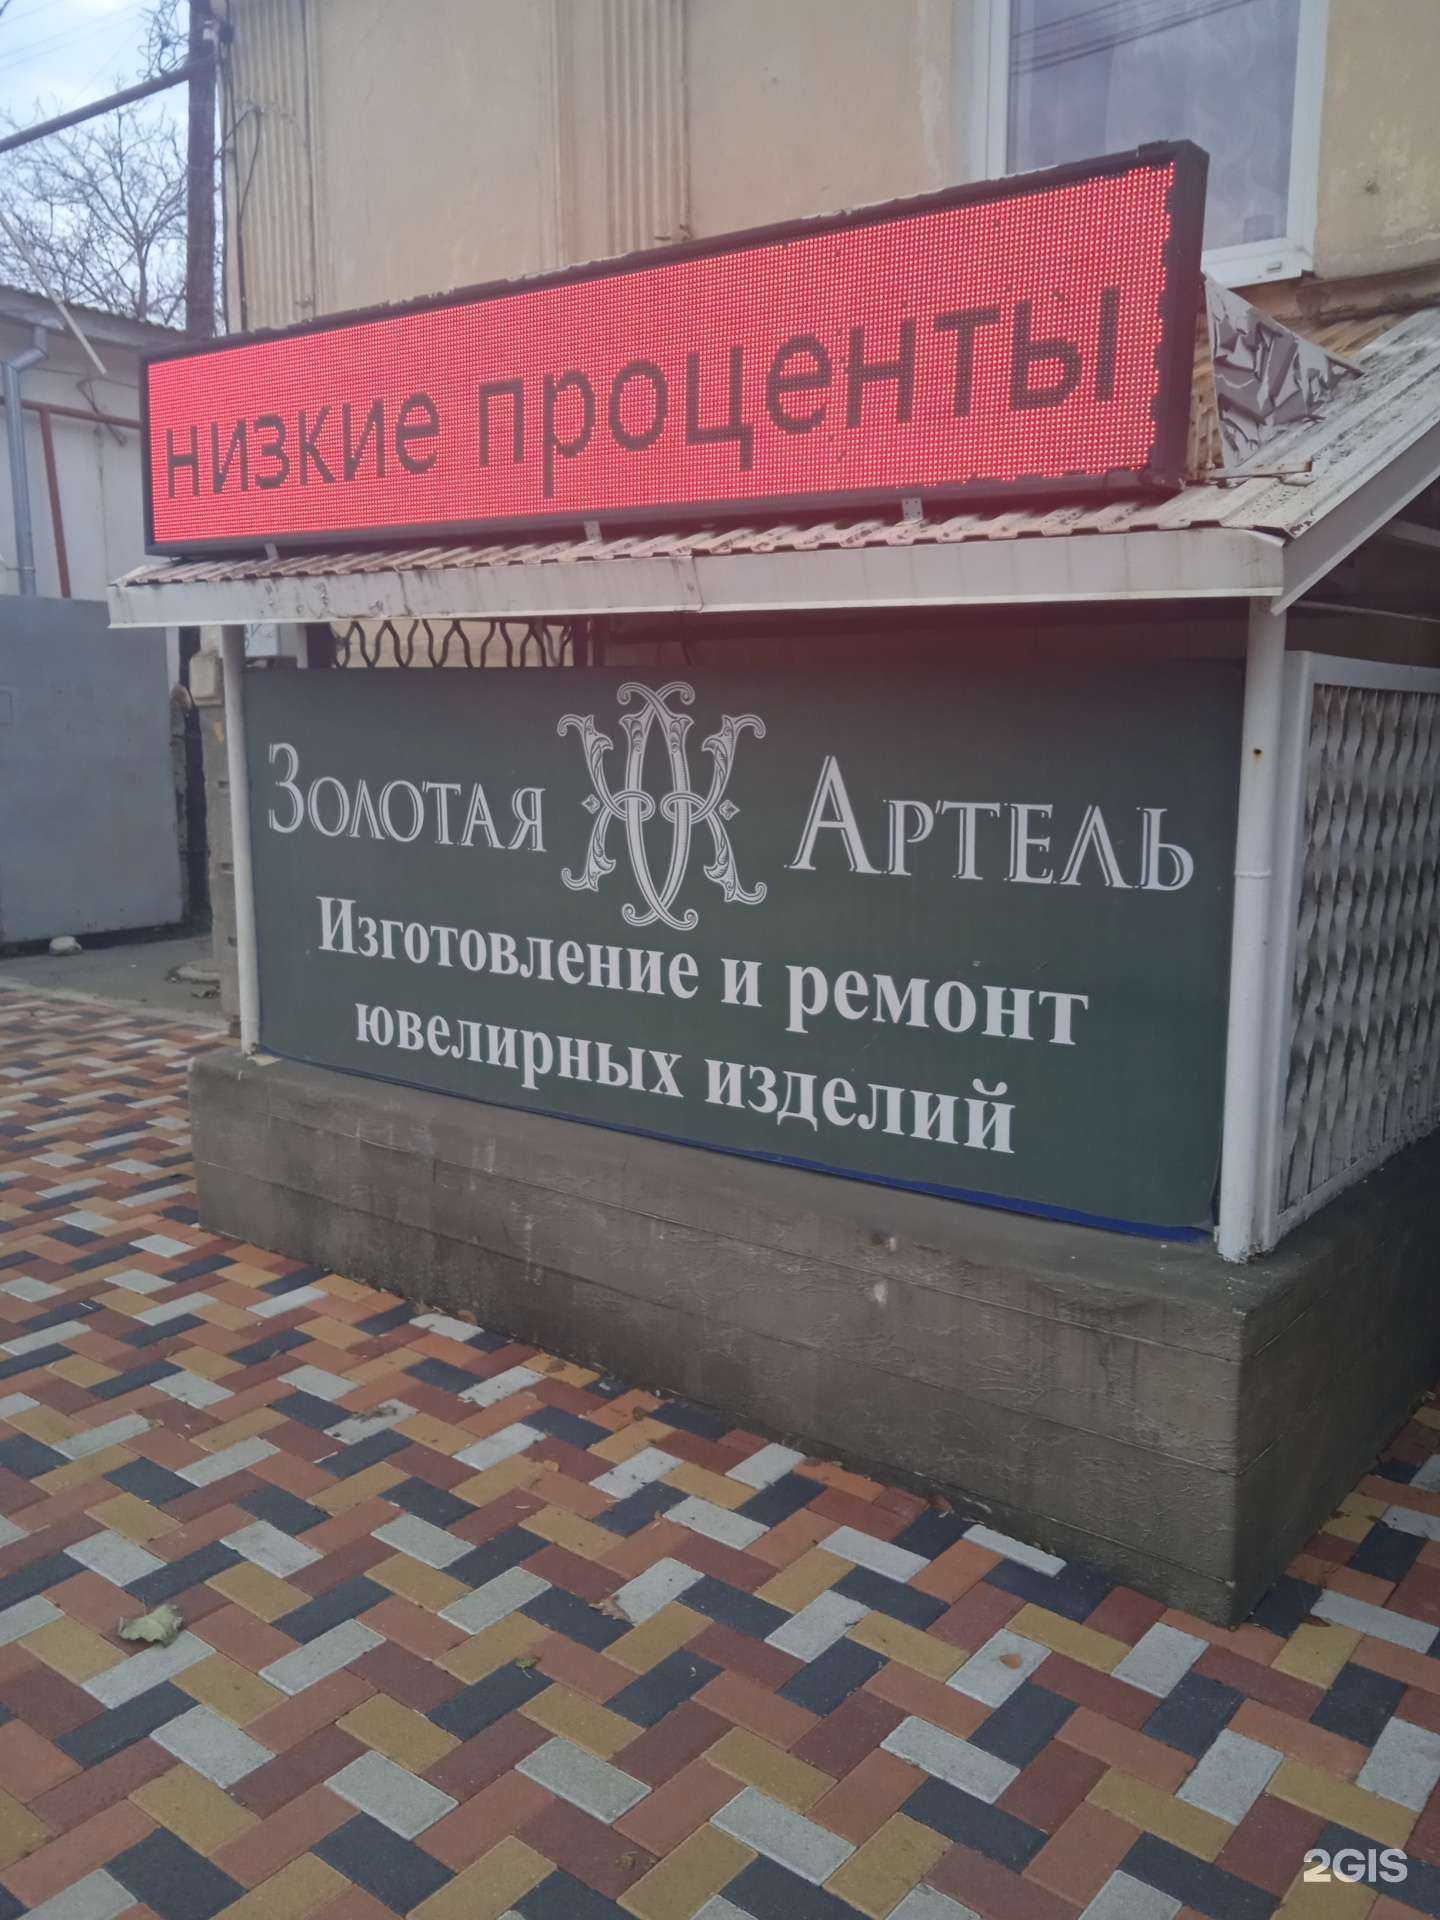 низкие проценты
Золотая Артель
Изготовление и ремонт
ювелирных изделий
2GIS